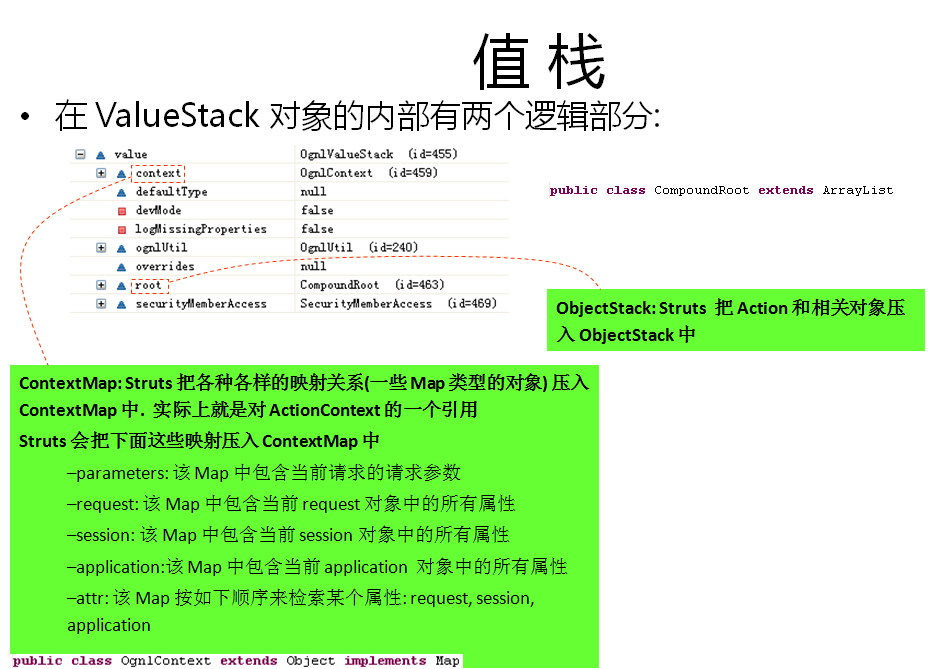 值 栈
• 在 ValueStack 对象的内部有两个逻辑部分:
value OgnlValueStack (id=455)
context OgnlContext (id=459)
defaultType null
devMode false
logMissingProperties false
ognlUtil OgnlUtil (id=240)
overrides null
root CompoundRoot (id=463)
securityMemberAccess SecurityMemberAccess (id=469)
public class CompoundRoot extends ArrayList
ObjectStack: Struts 把 Action 和相关对象压
入 ObjectStack 中
ContextMap: Struts 把各种各样的映射关系(一些 Map 类型的对象) 压入
ContextMap 中. 实际上就是对 ActionContext 的一个引用
Struts 会把下面这些映射压入 ContextMap 中
–parameters: 该 Map 中包含当前请求的请求参数
–request: 该 Map 中包含当前 request 对象中的所有属性
–session: 该 Map 中包含当前 session 对象中的所有属性
–application:该 Map 中包含当前 application 对象中的所有属性
–attr: 该 Map 按如下顺序来检索某个属性: request, session,
application
public class OgnlContext extends Object implements Map